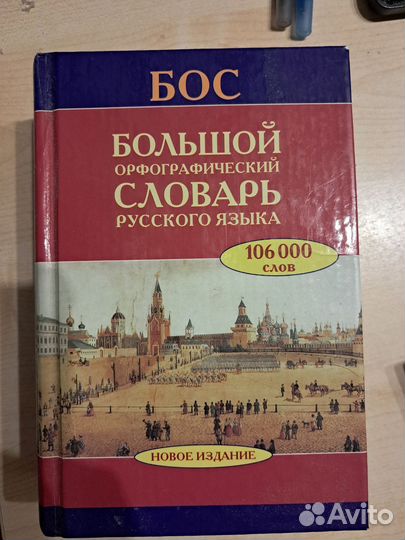 БОС
БОЛЬШОЙ
ОРФОГРАФИЧЕСКИЙ
СЛОВАРЬ
РУССКОГО ЯЗЫКА
106 000
слов
НОВОЕ ИЗДАНИЕ
Avito